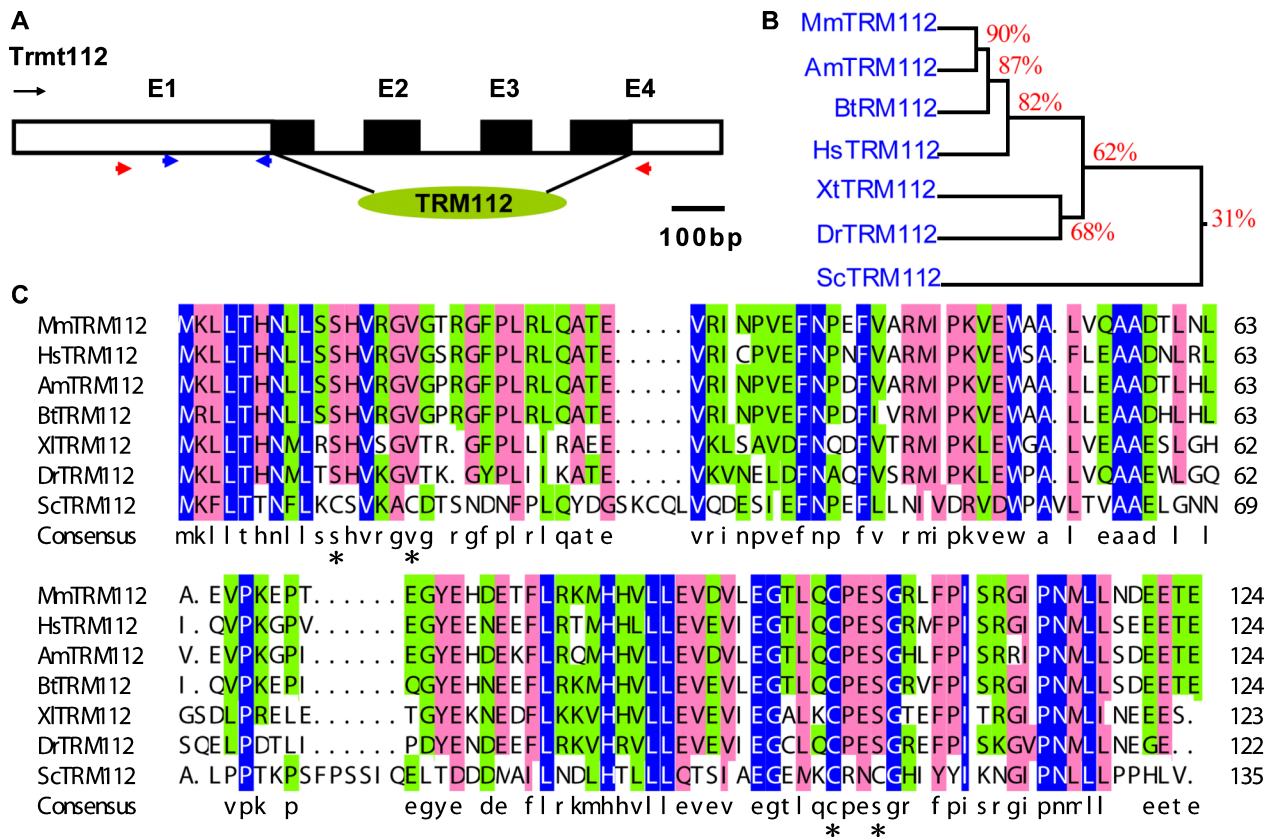 A
Trmt112
E1 E2 E3 E4
TRM112
100bp
B
MmTRM112
AmTRM112
BtRM112
HsTRM112
XtTRM112
DrTRM112
ScTRM112
90%
87%
82%
62%
68%
31%
C
MmTRM112 MKLLTHNLLSSHVRGVGTRGFPLRLQATE.....VRINPVEFNPEFVARMIPKVEWAA.LVQAADTLNL 63
HsTRM112 MKLLTHNLLSSHVRGVGSRGFPLRLQATE.....VRICPVEFNPNFVARMIPKVEWSA.FLEAADNLRL 63
AmTRM112 MKLLTHNLLSSHVRGVGPRGFPLRLQATE.....VRINPVEFNPDFVARMIPKVEWAA.LLEAADTLHL 63
BtTRM112 MRLLTHNLLSSHVRGVGPRGFPLRLQATE.....VRINPVEFNPDFIVRMIPKVEWAA.LLEAADHLHL 63
XlTRM112 MKLLTHNMLRSHVSGVTR.GFPLLIRAEE.....VKLSAVDFNQDFVTRMIPKLEWGA.LVEAAESLGH 62
DrTRM112 MKLLTHNMLTSHVKGVTK.GYPLIIKATE.....VKVNELDFNAQFVSRMIPKLEWPA.LVQAAEWLGQ 62
ScTRM112 MKFLTTNFLKCSVKACDTSNDNFPLQYDGSKCQLVQDESIEFNPEFLLNIVDRVDWPAVLTVAAELGNN 69
Consensus mkllthnllsshvrgvg rgfplrlqate vrinpvefnp fv rmipkvew a l eaad l l
* *
MmTRM112 A.EVPKEPT......EGYEHDETFLRKMHHVLLEVDVLEGTLQCPESGRLFPISRGIPNMLLNDEETE 124
HsTRM112 I.QVPKGPV......EGYEENEEFLRTMHHLLLEVEVIEGTLQCPESGRMFPISRGIPNMLLSEEETE 124
AmTRM112 V.EVPKGPI......EGYEHDEKFLRQMHHVLLEVDVLEGTLQCPESGHLFPISRRIPNMLLSDEETE 124
BtTRM112 I.QVPKEPI......QGYEHNEEFLRKMHHVLLEVEVLEGTLQCPESGRVFPISRGIPNMLLSDEETE 124
XlTRM112 GSDLPRELE......TGYEKNEDFLKKVHHVLLEVEVIEGALKCPESGTEFPITRGLPNMLINEEES. 123
DrTRM112 SQELPDTLI......PDYENDEEFLRKVHRVLLEVEVIEGCLQCPESGREFPISKGVPNMLLNEGE.. 122
ScTRM112 A.LPPTKPSFPSSIQELTDDDMAILNDLHTLLLQTSIAEGEMKCRNCGHIYYIKNGIPNLLLPPHLV. 135
Consensus vpk p egye de flrkmhhvllevev egtlqcpesgr fpisrgipnmll eete
* *